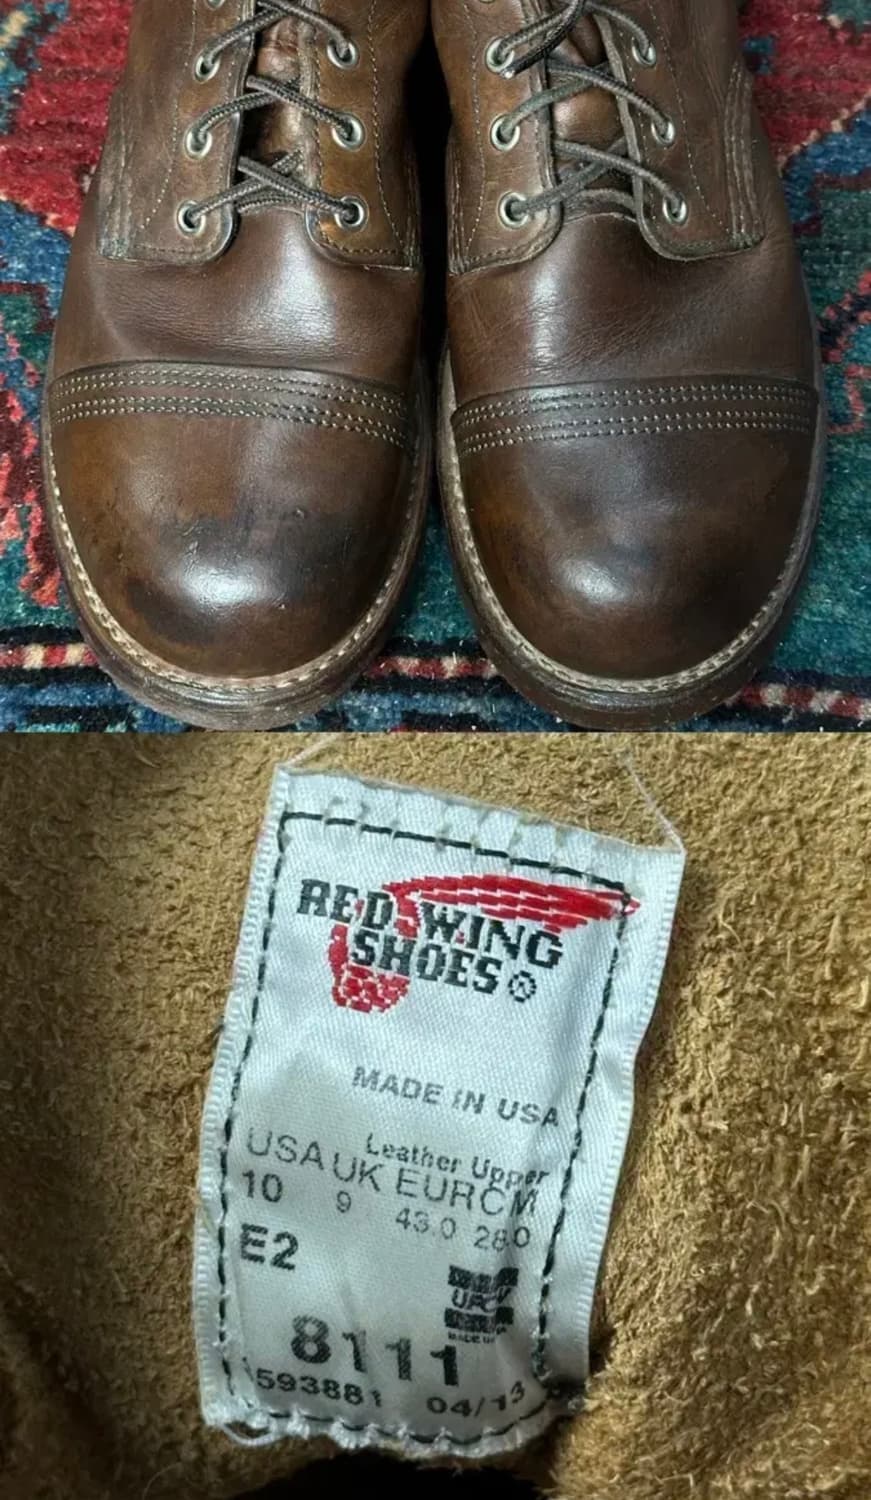 RED WING
SHOES®
MADE IN USA
Leather Upper
USA UK EUR CM
10 9 43.0 28.0
E2
8111
593881 04/13